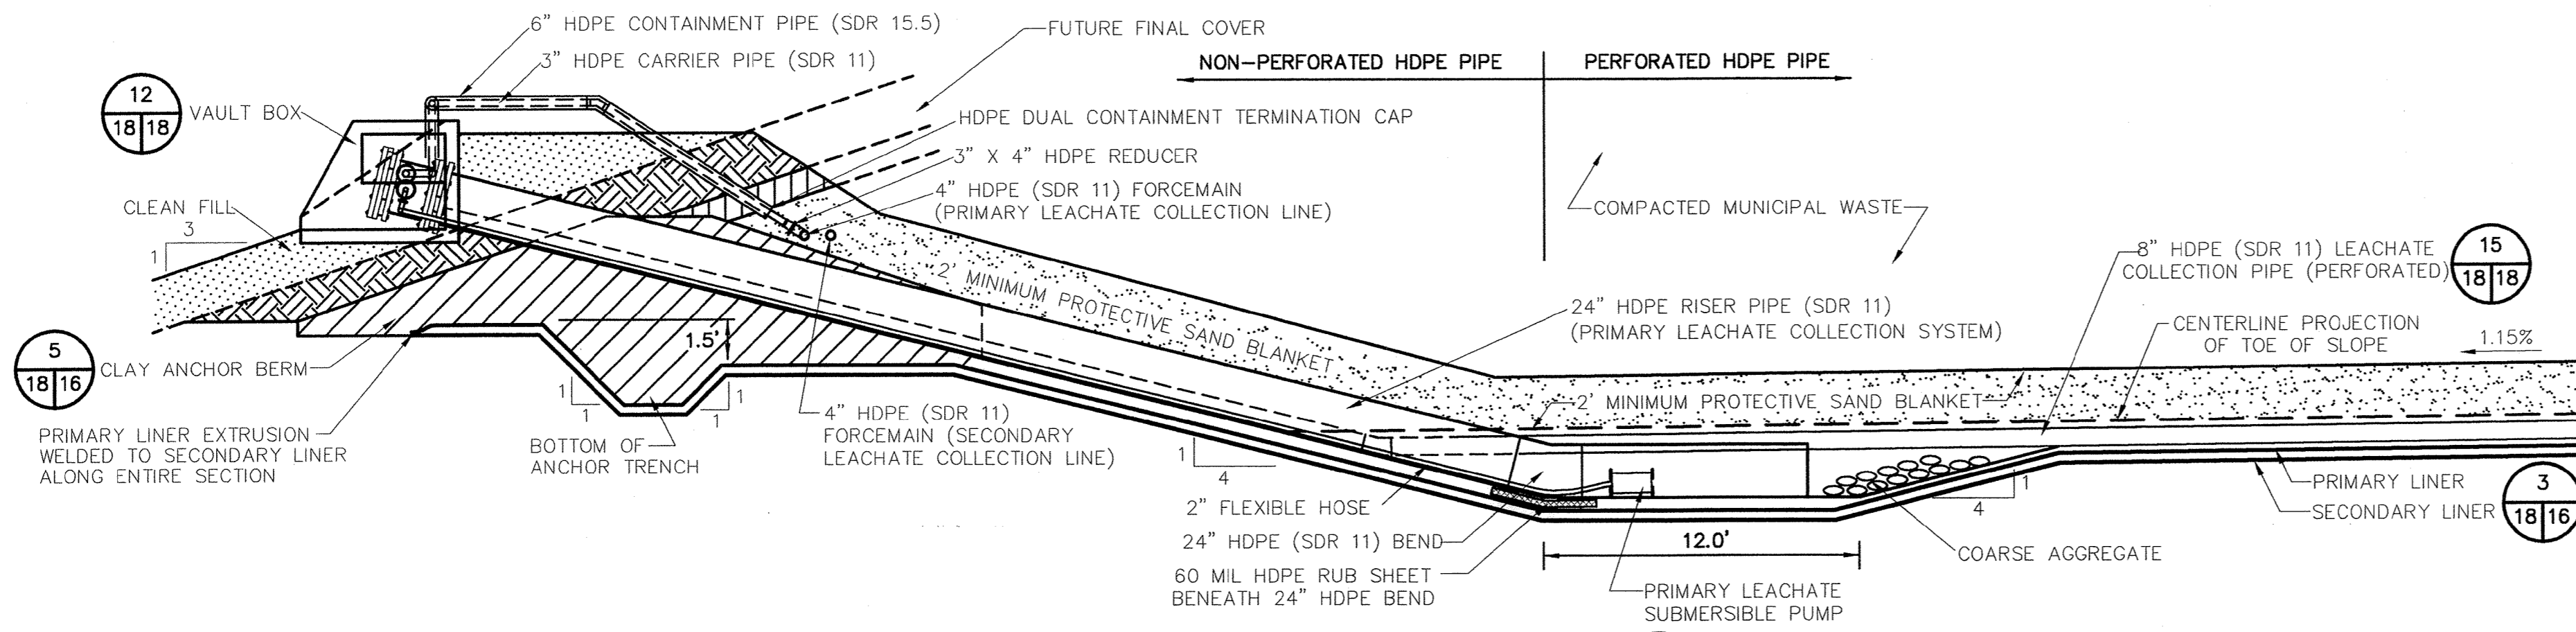 6" HDPE CONTAINMENT PIPE (SDR 15.5)
3" HDPE CARRIER PIPE (SDR 11)
FUTURE FINAL COVER
NON-PERFORATED HDPE PIPE
PERFORATED HDPE PIPE
12
18 18
VAULT BOX
HDPE DUAL CONTAINMENT TERMINATION CAP
3" X 4" HDPE REDUCER
4" HDPE (SDR 11) FORCEMAIN
(PRIMARY LEACHATE COLLECTION LINE)
CLEAN FILL
3
1
COMPACTED MUNICIPAL WASTE
8" HDPE (SDR 11) LEACHATE
COLLECTION PIPE (PERFORATED)
15
18 18
2' MINIMUM PROTECTIVE SAND BLANKET
24" HDPE RISER PIPE (SDR 11)
(PRIMARY LEACHATE COLLECTION SYSTEM)
CENTERLINE PROJECTION
OF TOE OF SLOPE
1.15%
1.5'
5
18 16
CLAY ANCHOR BERM
1
1
1
1
2' MINIMUM PROTECTIVE SAND BLANKET
4" HDPE (SDR 11)
FORCEMAIN (SECONDARY
LEACHATE COLLECTION LINE)
PRIMARY LINER EXTRUSION
WELDED TO SECONDARY LINER
ALONG ENTIRE SECTION
BOTTOM OF
ANCHOR TRENCH
1
4
2" FLEXIBLE HOSE
24" HDPE (SDR 11) BEND
60 MIL HDPE RUB SHEET
BENEATH 24" HDPE BEND
12.0'
PRIMARY LEACHATE
SUBMERSIBLE PUMP
1
4
COARSE AGGREGATE
PRIMARY LINER
SECONDARY LINER
3
18 16